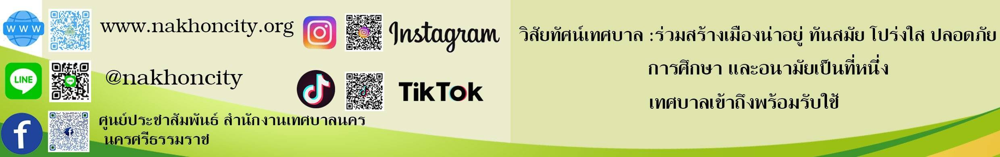 WWW
www.nakhoncity.org
LINE
@nakhoncity
ศูนย์ประชาสัมพันธ์ สำนักงานเทศบาลนคร
นครศรีธรรมราช
Instagram
TikTok
วิสัยทัศน์เทศบาล :ร่วมสร้างเมืองน่าอยู่ ทันสมัย โปร่งใส ปลอดภัย
การศึกษา และอนามัยเป็นที่หนึ่ง
เทศบาลเข้าถึงพร้อมรับใช้